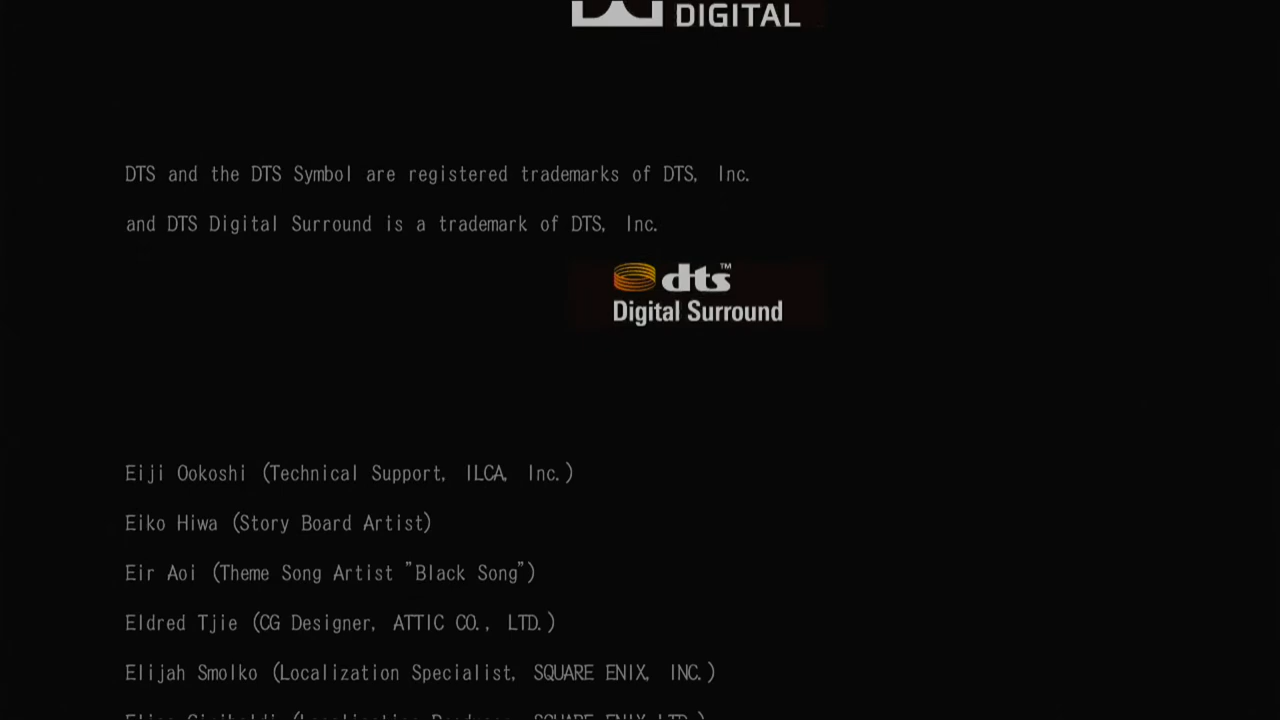 DIGITAL
DTS and the DTS Symbol are registered trademarks of DTS, Inc.
and DTS Digital Surround is a trademark of DTS, Inc.
dts™
Digital Surround
Eiji Ookoshi (Technical Support, ILCA, Inc.)
Eiko Hiwa (Story Board Artist)
Eir Aoi (Theme Song Artist "Black Song")
Eldred Tjie (CG Designer, ATTIC CO., LTD.)
Elijah Smolko (Localization Specialist, SQUARE ENIX, INC.)